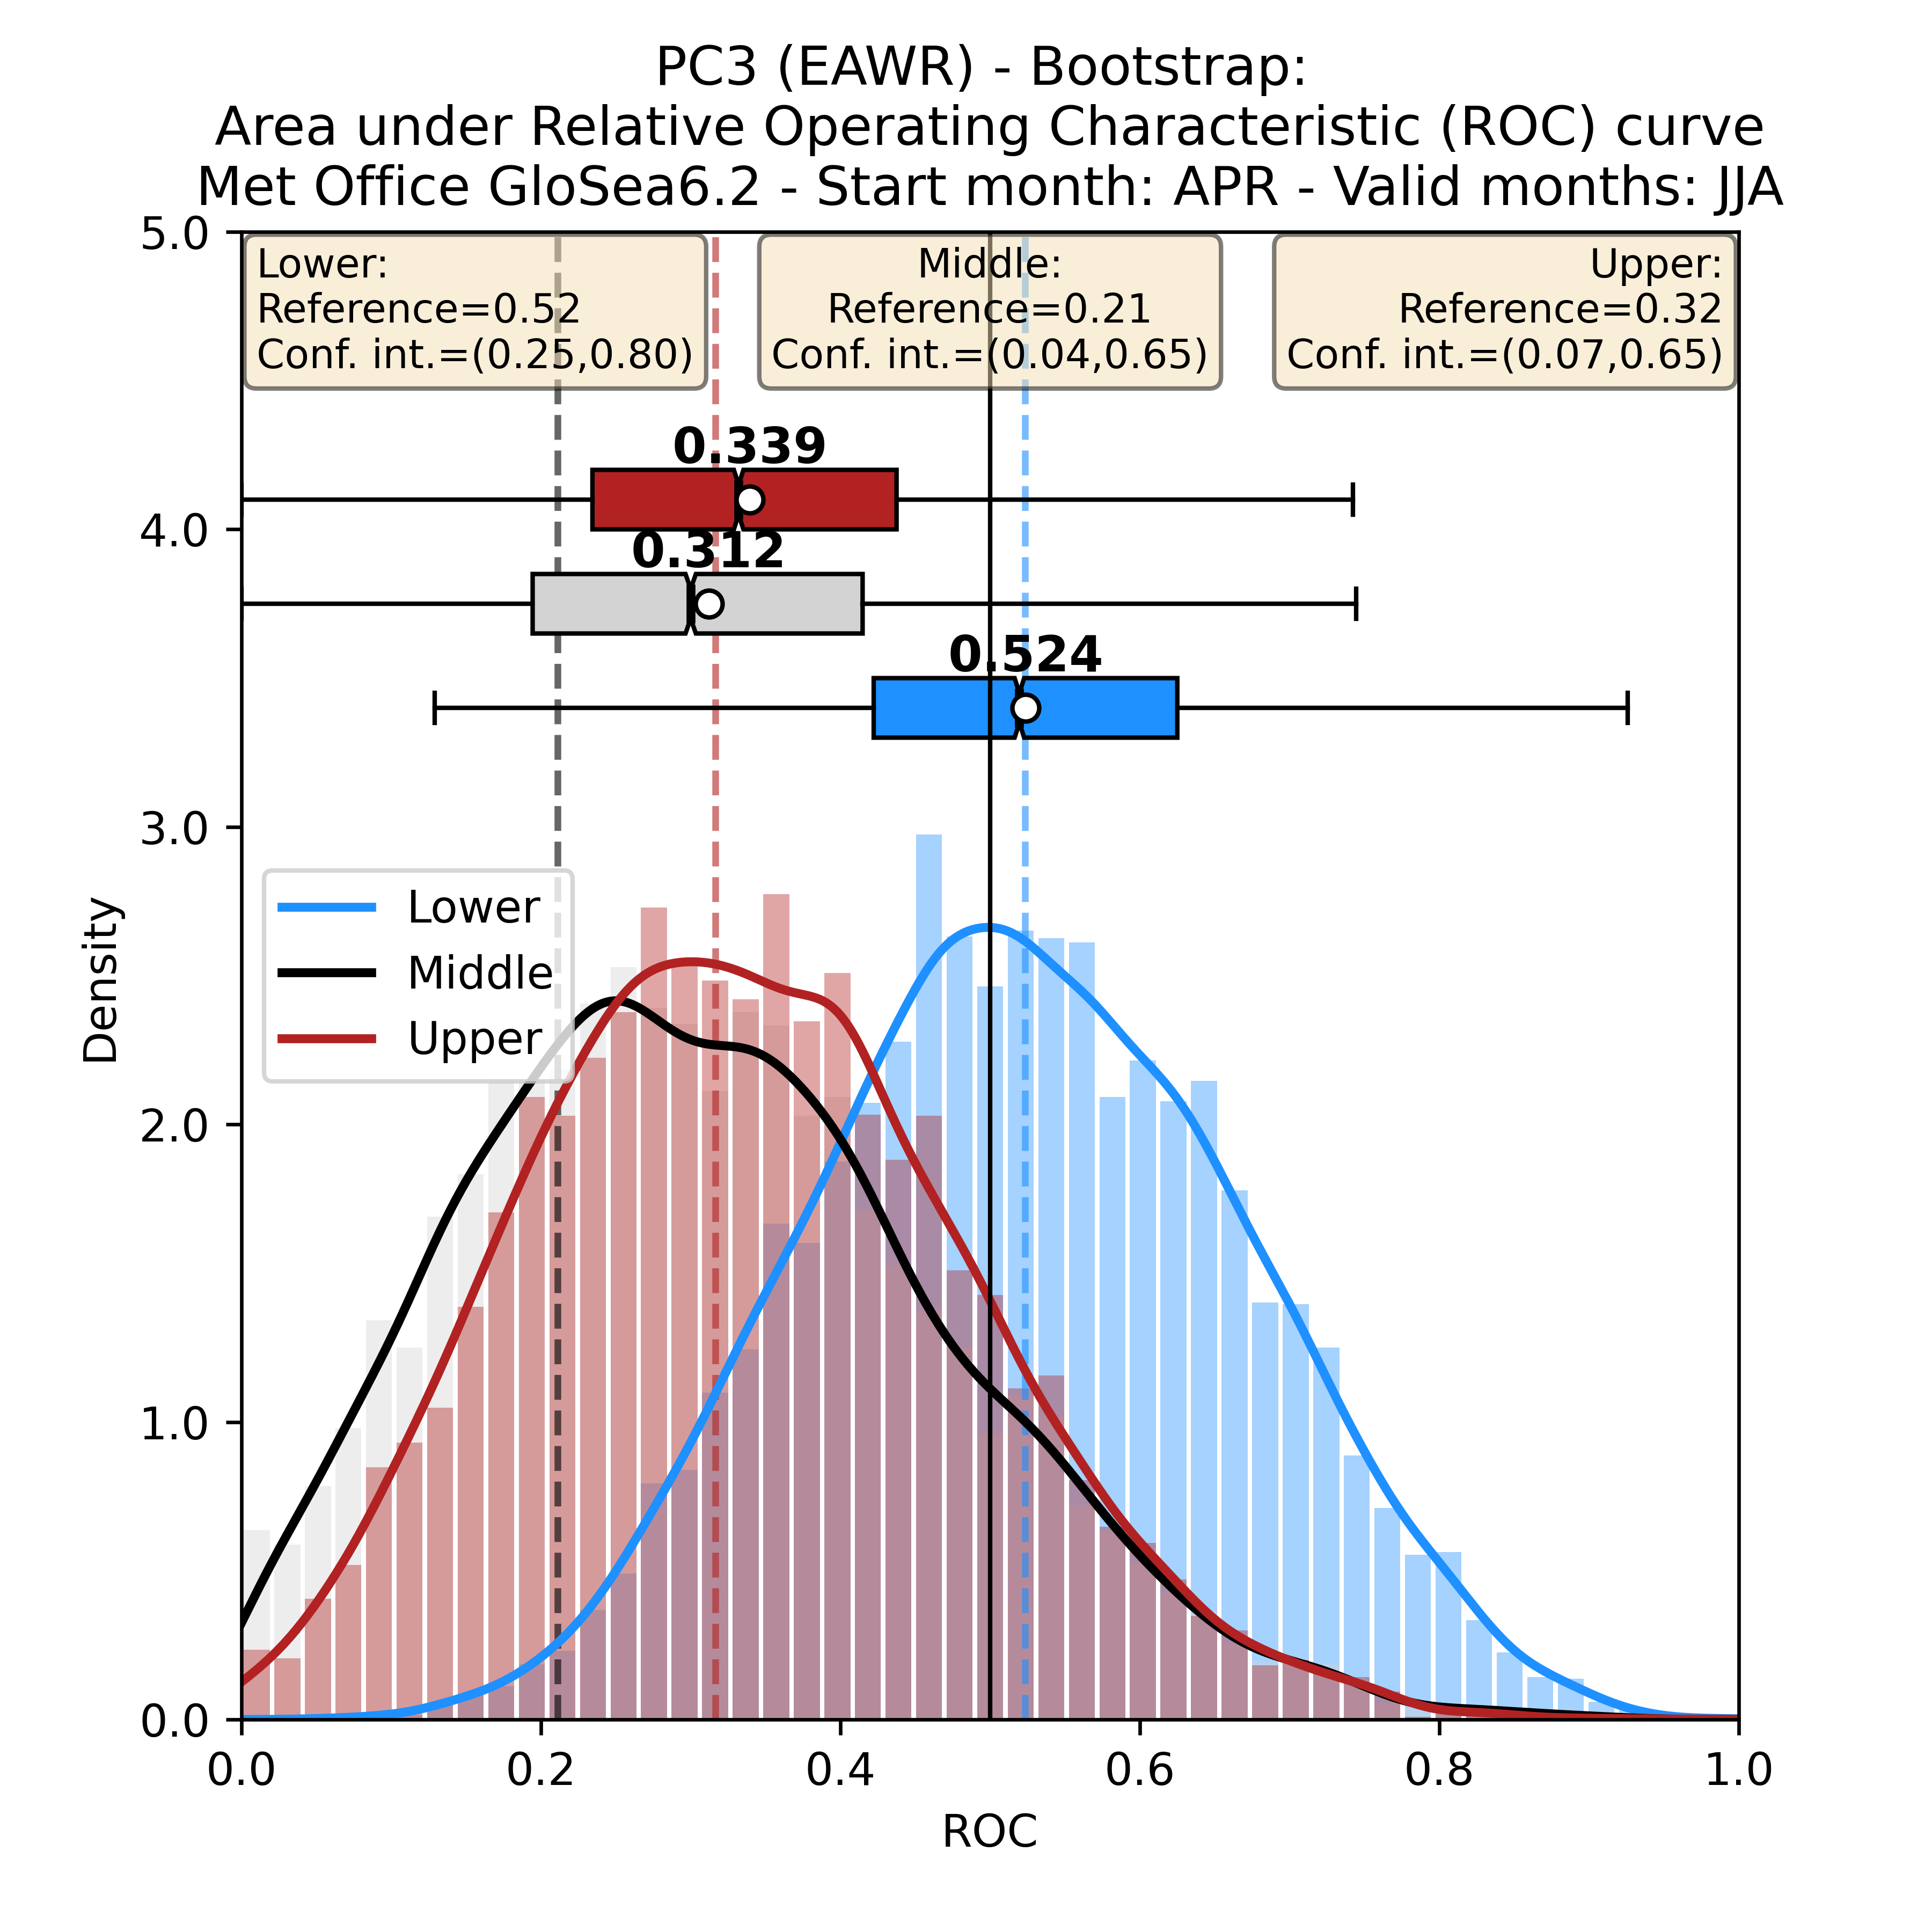 PC3 (EAWR) - Bootstrap:
Area under Relative Operating Characteristic (ROC) curve
Met Office GloSea6.2 - Start month: APR - Valid months: JJA
Lower:
Reference=0.52
Conf. int.=(0.25,0.80)
Middle:
Reference=0.21
Conf. int.=(0.04,0.65)
Upper:
Reference=0.32
Conf. int.=(0.07,0.65)
0.339
0.312
0.524
Lower
Middle
Upper
Density
5.0
4.0
3.0
2.0
1.0
0.0
0.0 0.2 0.4 0.6 0.8 1.0
ROC